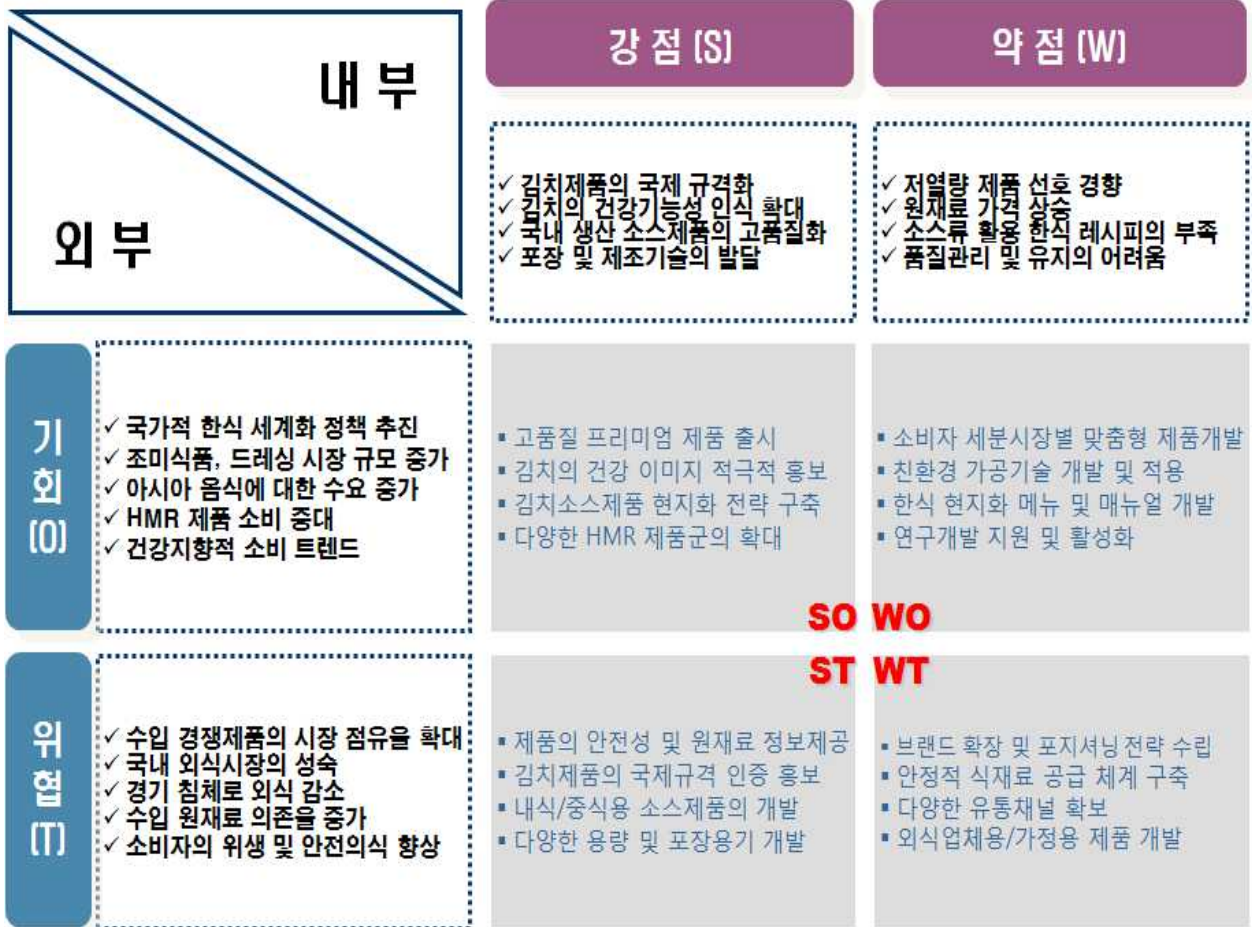 내 부
외 부
강 점 (S)
약 점 (W)
✓ 김치제품의 국제 규격화
✓ 김치의 건강기능성 인식 확대
✓ 국내 생산 소스제품의 고품질화
✓ 포장 및 제조기술의 발달
✓ 저열량 제품 선호 경향
✓ 원재료 가격 상승
✓ 소스류 활용 한식 레시피의 부족
✓ 품질관리 및 유지의 어려움
기
회
(O)
✓ 국가적 한식 세계화 정책 추진
✓ 조미식품, 드레싱 시장 규모 증가
✓ 아시아 음식에 대한 수요 증가
✓ HMR 제품 소비 증대
✓ 건강지향적 소비 트렌드
▪ 고품질 프리미엄 제품 출시
▪ 김치의 건강 이미지 적극적 홍보
▪ 김치소스제품 현지화 전략 구축
▪ 다양한 HMR 제품군의 확대
SO
▪ 소비자 세분시장별 맞춤형 제품개발
▪ 친환경 가공기술 개발 및 적용
▪ 한식 현지화 메뉴 및 매뉴얼 개발
▪ 연구개발 지원 및 활성화
WO
위
협
(T)
✓ 수입 경쟁제품의 시장 점유율 확대
✓ 국내 외식시장의 성숙
✓ 경기 침체로 외식 감소
✓ 수입 원재료 의존율 증가
✓ 소비자의 위생 및 안전의식 향상
ST
▪ 제품의 안전성 및 원재료 정보제공
▪ 김치제품의 국제규격 인증 홍보
▪ 내식/중식용 소스제품의 개발
▪ 다양한 용량 및 포장용기 개발
WT
▪ 브랜드 확장 및 포지셔닝 전략 수립
▪ 안정적 식재료 공급 체계 구축
▪ 다양한 유통채널 확보
▪ 외식업체용/가정용 제품 개발